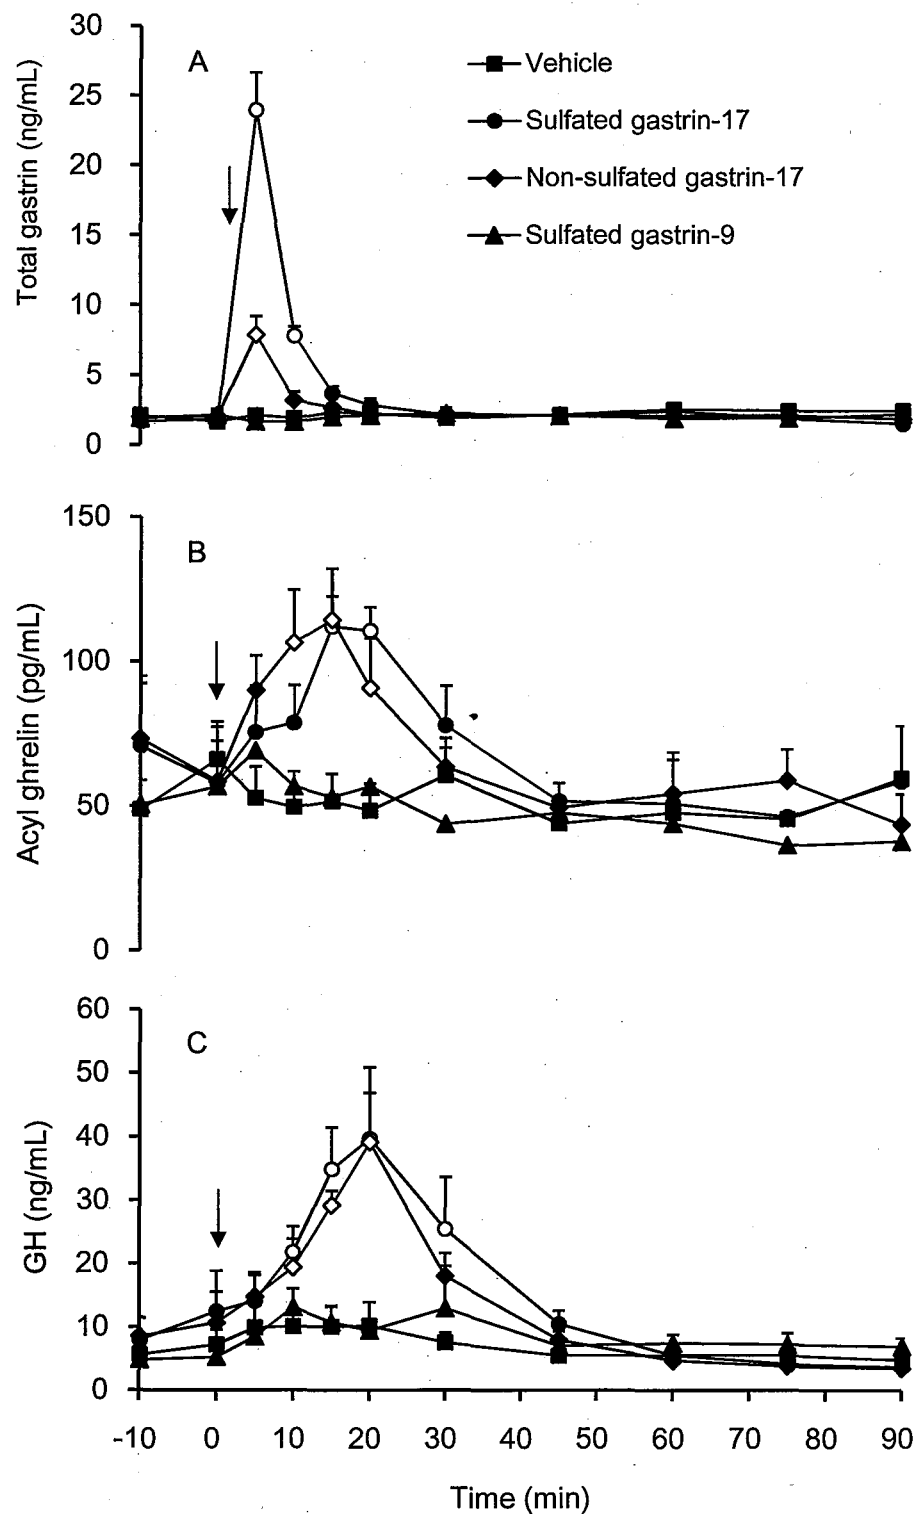 A
Total gastrin (ng/mL)
30
25
20
15
10
5
0
Vehicle
Sulfated gastrin-17
Non-sulfated gastrin-17
Sulfated gastrin-9
B
Acyl ghrelin (pg/mL)
150
100
50
0
C
GH (ng/mL)
60
50
40
30
20
10
0
-10 0 10 20 30 40 50 60 70 80 90
Time (min)